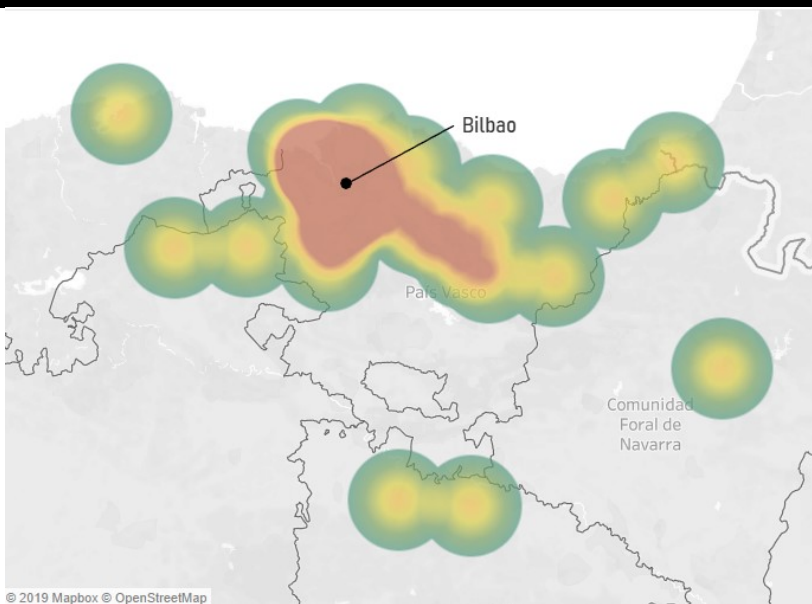 Bilbao
País Vasco
Comunidad
Foral de
Navarra
© 2019 Mapbox © OpenStreetMap